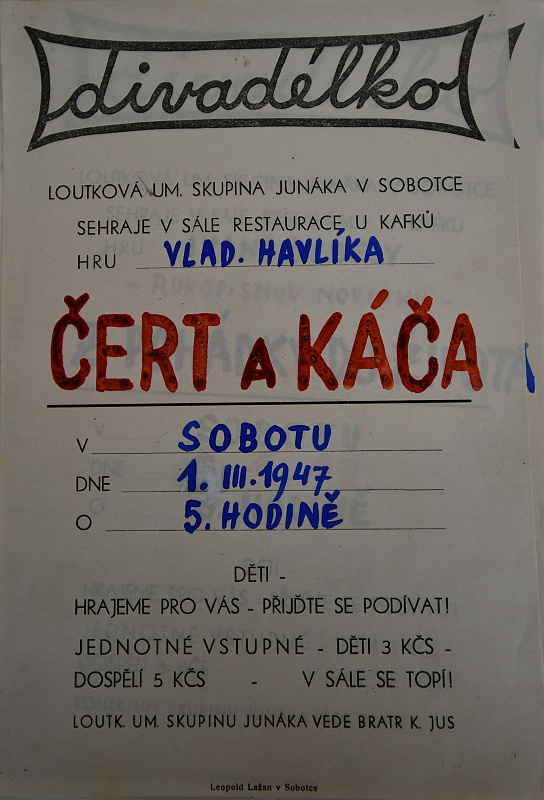 divadélko
LOUTKOVÁ UM. SKUPINA JUNÁKA V SOBOTCE
SEHRAJE V SÁLE RESTAURACE U KAFKŮ
HRU VLAD. HAVLÍKA
ČERT A KÁČA
V SOBOTU
DNE 1. III. 1947
O 5. HODINĚ
DĚTI -
HRAJEME PRO VÁS - PŘIJĎTE SE PODÍVAT!
JEDNOTNÉ VSTUPNÉ - DĚTI 3 KČS -
DOSPĚLÍ 5 KČS - V SÁLE SE TOPÍ!
LOUTK. UM. SKUPINU JUNÁKA VEDE BRATR K. JUS
Leopold Lažan v Sobotce